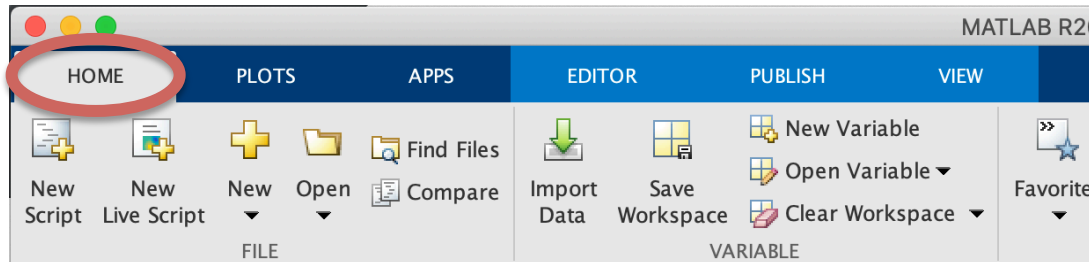 MATLAB R20
HOME PLOTS APPS EDITOR PUBLISH VIEW
New Script
New Live Script
New
Open
Find Files
Compare
FILE
Import Data
Save Workspace
New Variable
Open Variable
Clear Workspace
VARIABLE
Favorite